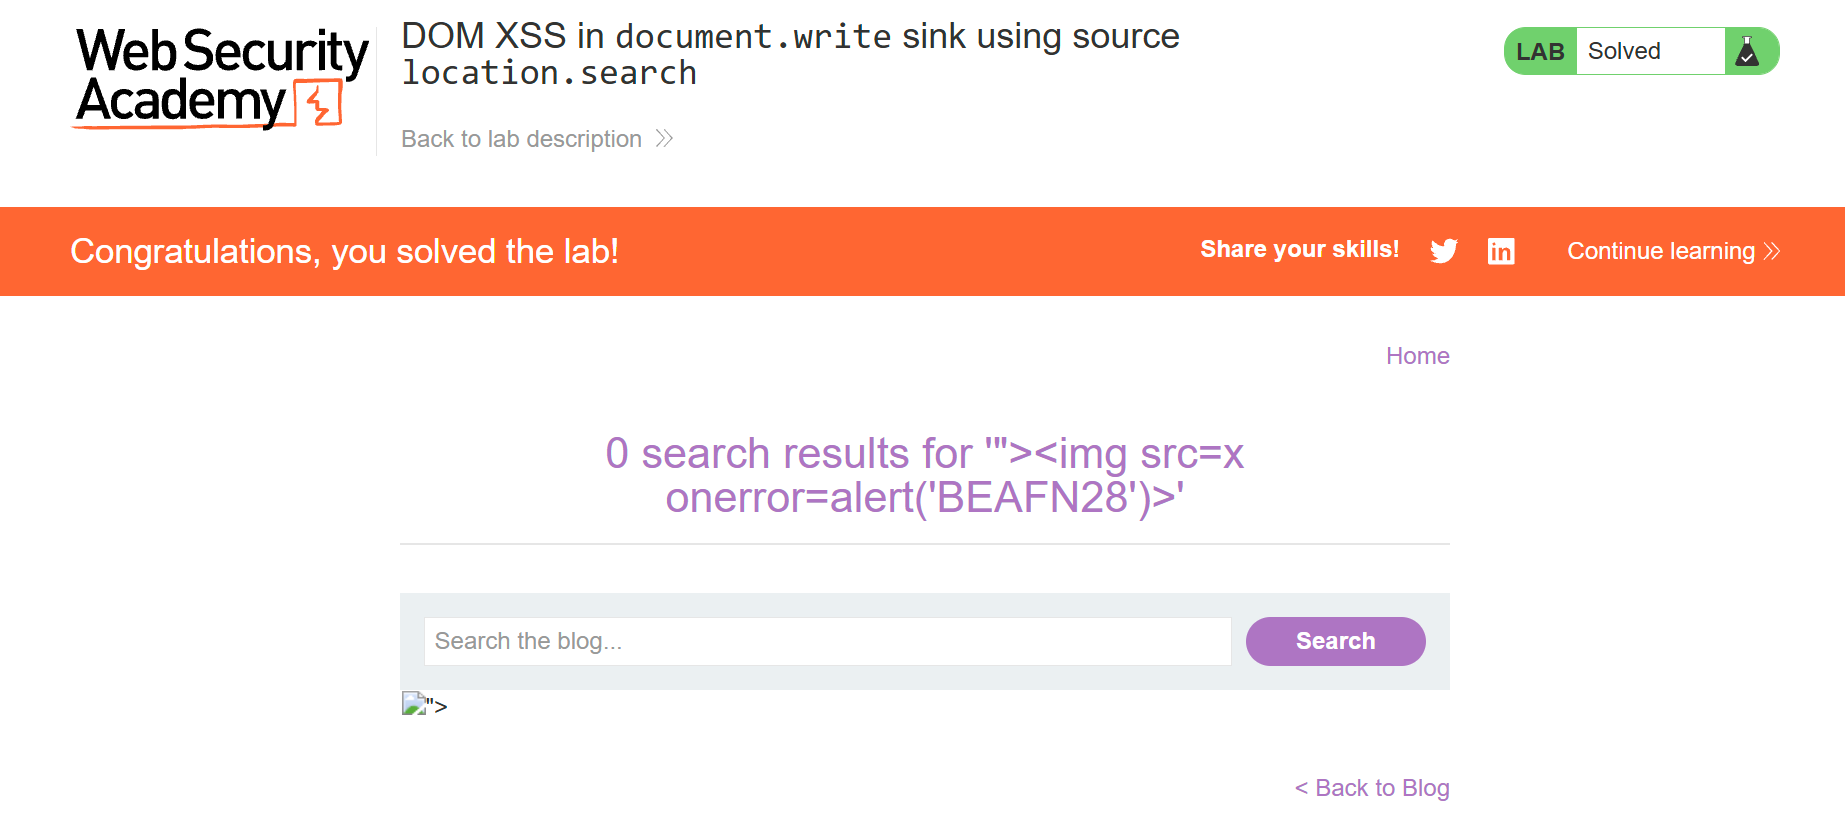 Web Security
Academy
DOM XSS in document.write sink using source
location.search
LAB Solved
Back to lab description
Congratulations, you solved the lab!
Share your skills!
in
Continue learning
Home
0 search results for '"><img src=x
onerror=alert('BEAFN28')>'
Search the blog...
Search
">
< Back to Blog